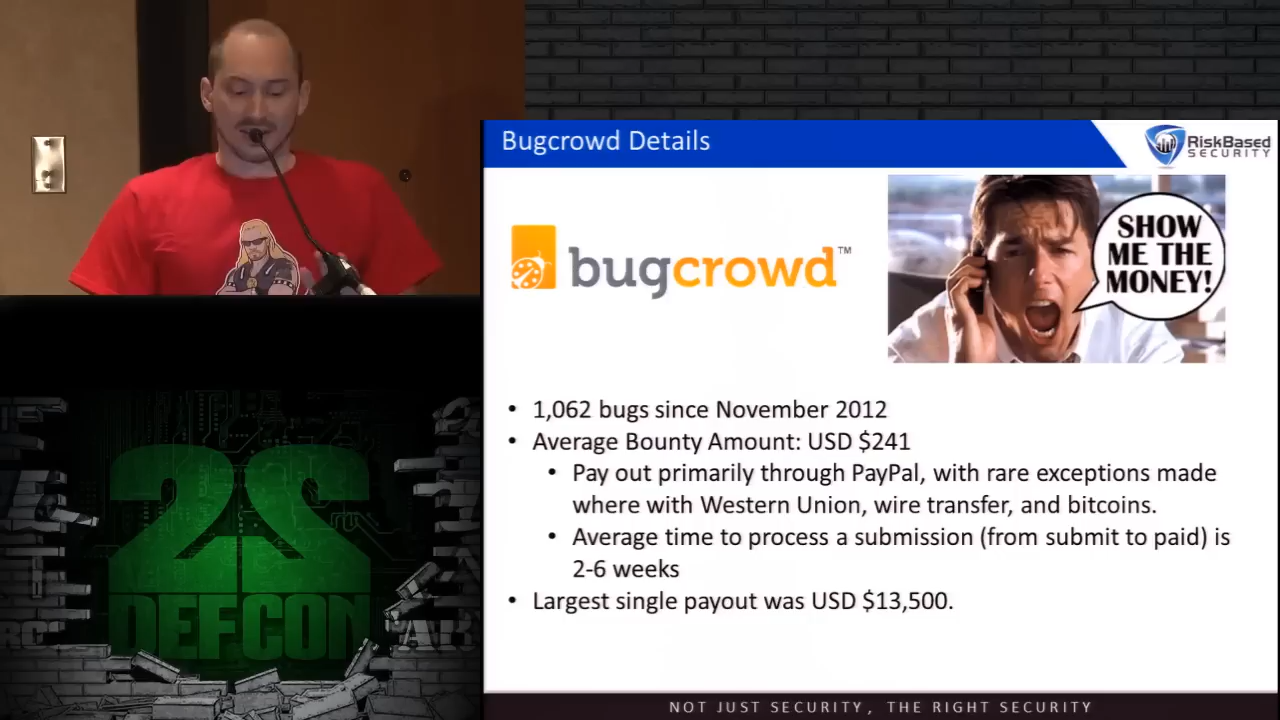 Bugcrowd Details
RiskBased
SECURITY
bugcrowd™
SHOW
ME THE
MONEY!
• 1,062 bugs since November 2012
• Average Bounty Amount: USD $241
• Pay out primarily through PayPal, with rare exceptions made
where with Western Union, wire transfer, and bitcoins.
• Average time to process a submission (from submit to paid) is
2-6 weeks
• Largest single payout was USD $13,500.
22
DEFCON
NOT JUST SECURITY, THE RIGHT SECURITY